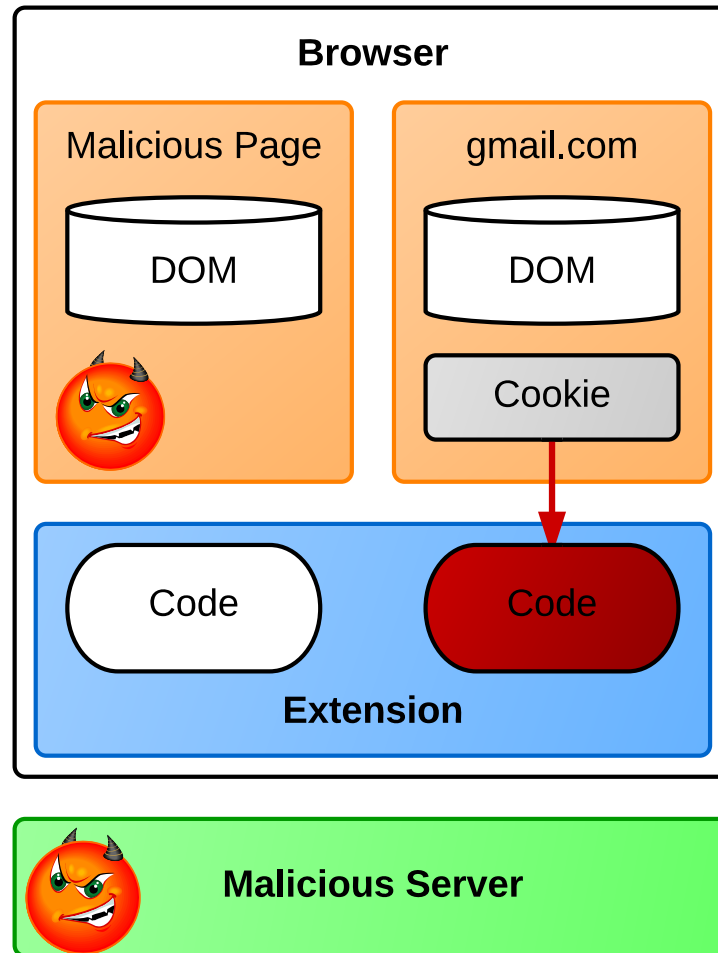 Browser
Malicious Page
gmail.com
DOM
DOM
Cookie
Code
Code
Extension
Malicious Server